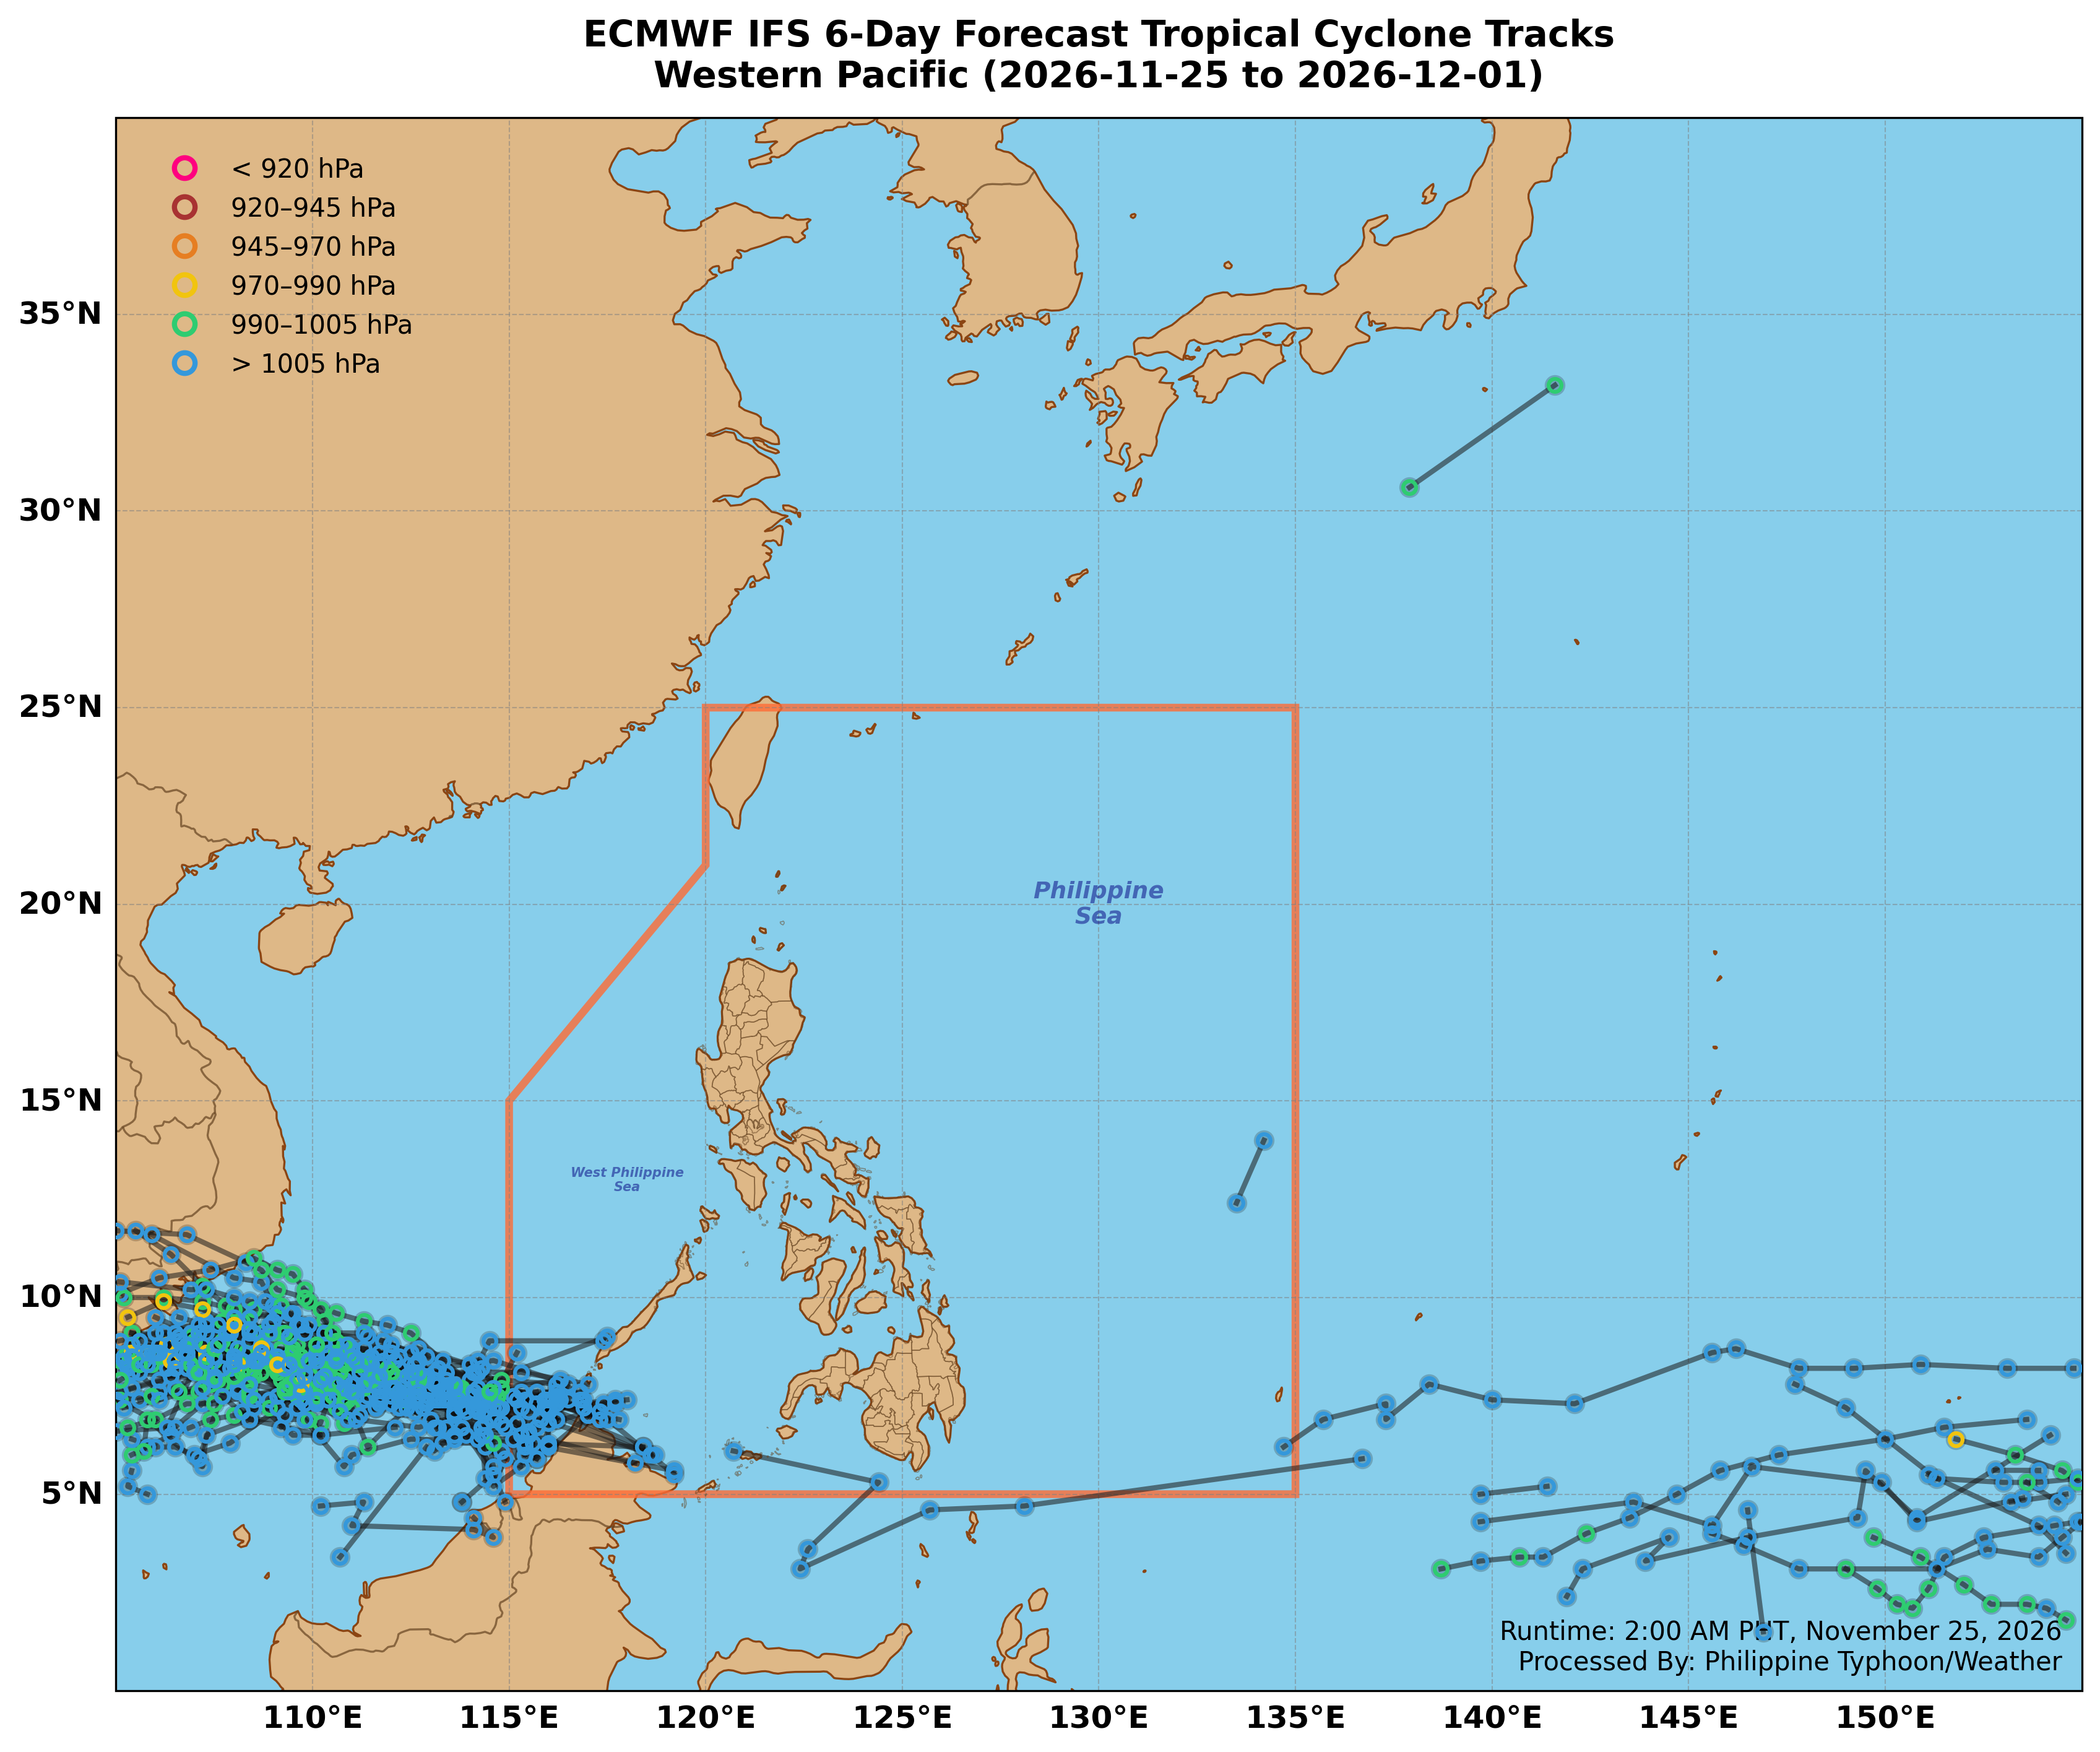 ECMWF IFS 6-Day Forecast Tropical Cyclone Tracks
Western Pacific (2026-11-25 to 2026-12-01)
< 920 hPa
920–945 hPa
945–970 hPa
970–990 hPa
990–1005 hPa
> 1005 hPa
35°N
30°N
25°N
20°N
15°N
10°N
5°N
Philippine
Sea
West Philippine
Sea
Runtime: 2:00 AM PHT, November 25, 2026
Processed By: Philippine Typhoon/Weather
110°E
115°E
120°E
125°E
130°E
135°E
140°E
145°E
150°E